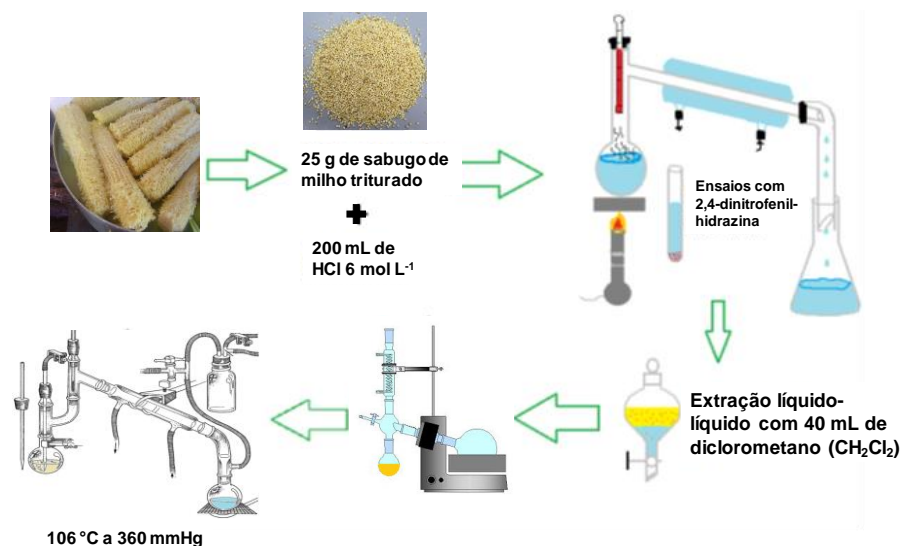 25 g de sabugo de
milho triturado
+
200 mL de
HCl 6 mol L⁻¹
Ensaios com
2,4-dinitrofenil-
hidrazina
Extração líquido-
líquido com 40 mL de
diclorometano (CH₂Cl₂)
106 °C a 360 mmHg